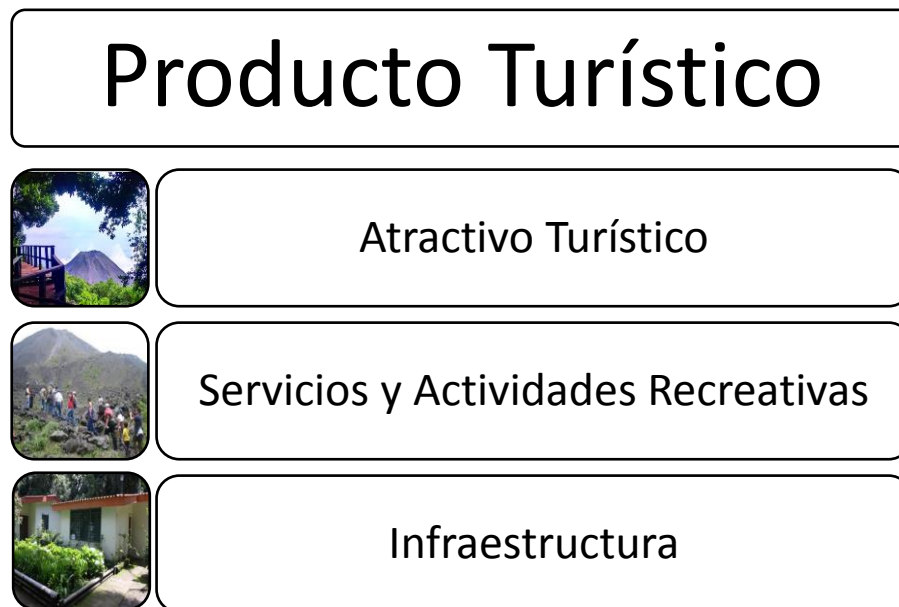 Producto Turístico
Atractivo Turístico
Servicios y Actividades Recreativas
Infraestructura